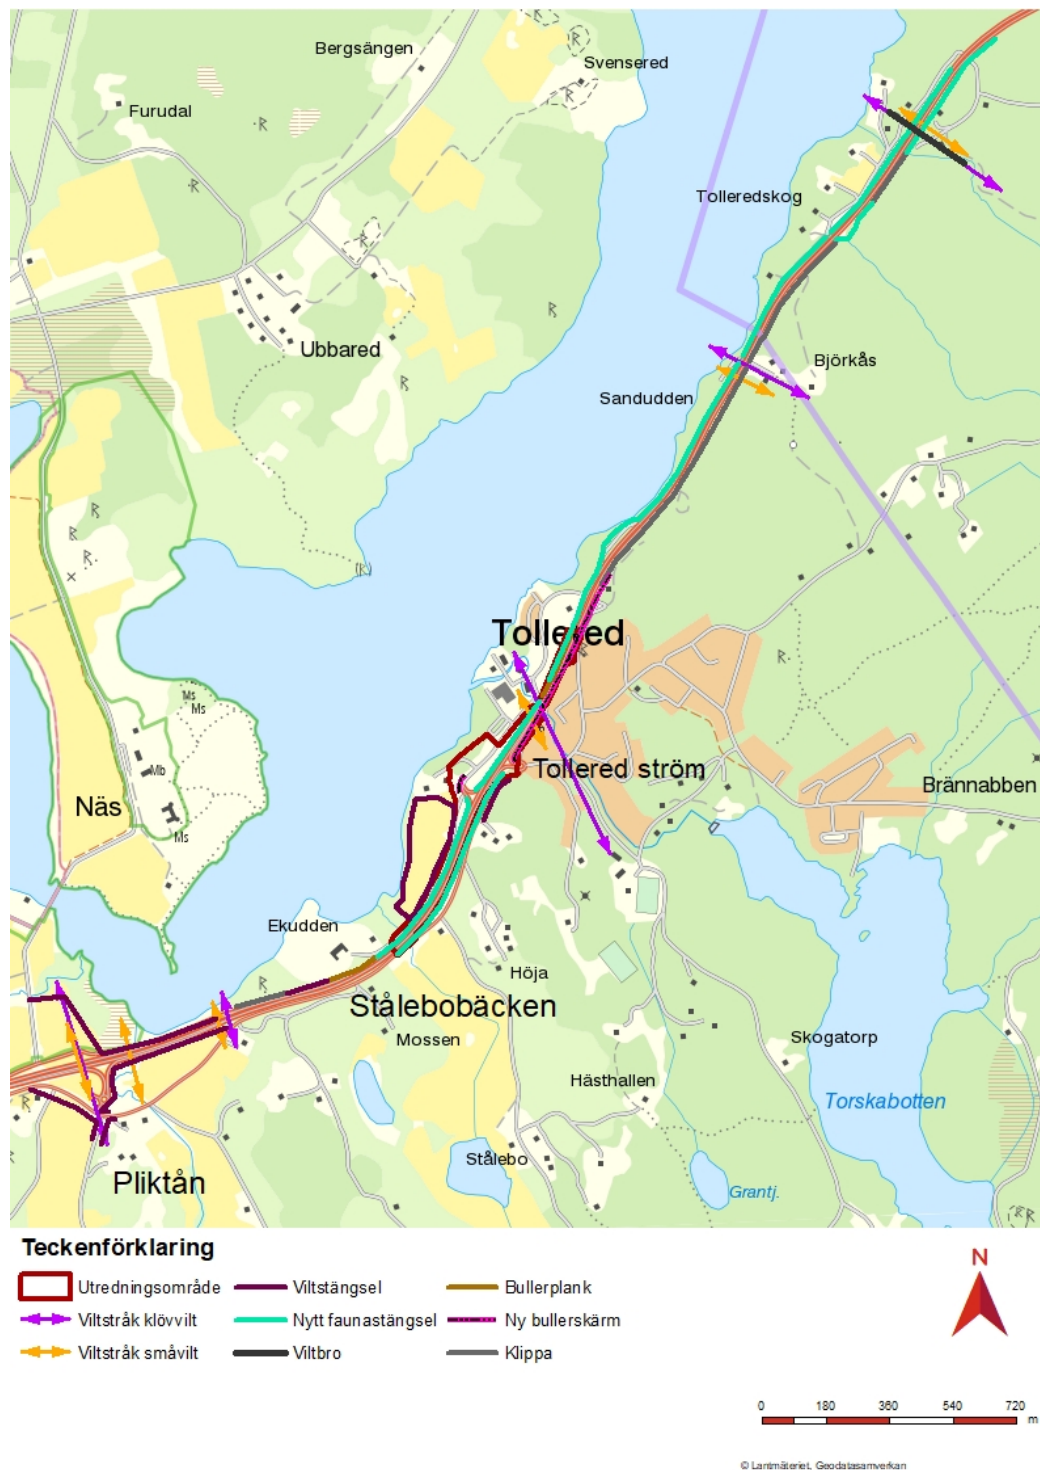 Bergsängen
Svensered
Furudal
R
R
R
R
Tolleredskog
R
R
Ubbared
Björkås
R
Sandudden
R
R
R
(R)
Tollered
R
R
Ms
Ms
Mb
Tollered ström
Brännabben
Näs
Ms
Ekudden
Höja
R
Stålebobäcken
Mossen
Skogatorp
Hästhallen
R
Torskabotten
Stålebo
Pliktån
Grantj.
(R
R
Teckenförklaring
Utredningsområde
Viltstängsel
Bullerplank
Viltstråk klövvilt
Nytt faunastängsel
Ny bullerskärm
Viltstråk småvilt
Viltbro
Klippa
N
0 180 360 540 720
m
© Lantmäteriet, Geodatasamverkan